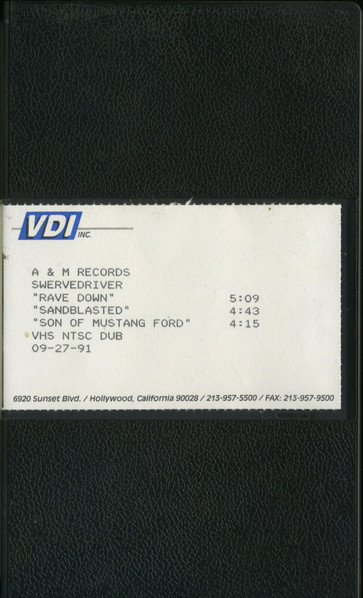 VDI INC.
A & M RECORDS
SWERVEDRIVER
"RAVE DOWN" 5:09
"SANDBLASTED" 4:43
"SON OF MUSTANG FORD" 4:15
VHS NTSC DUB
09-27-91
6920 Sunset Blvd. / Hollywood, California 90028 / 213-957-5500 / FAX: 213-957-9500